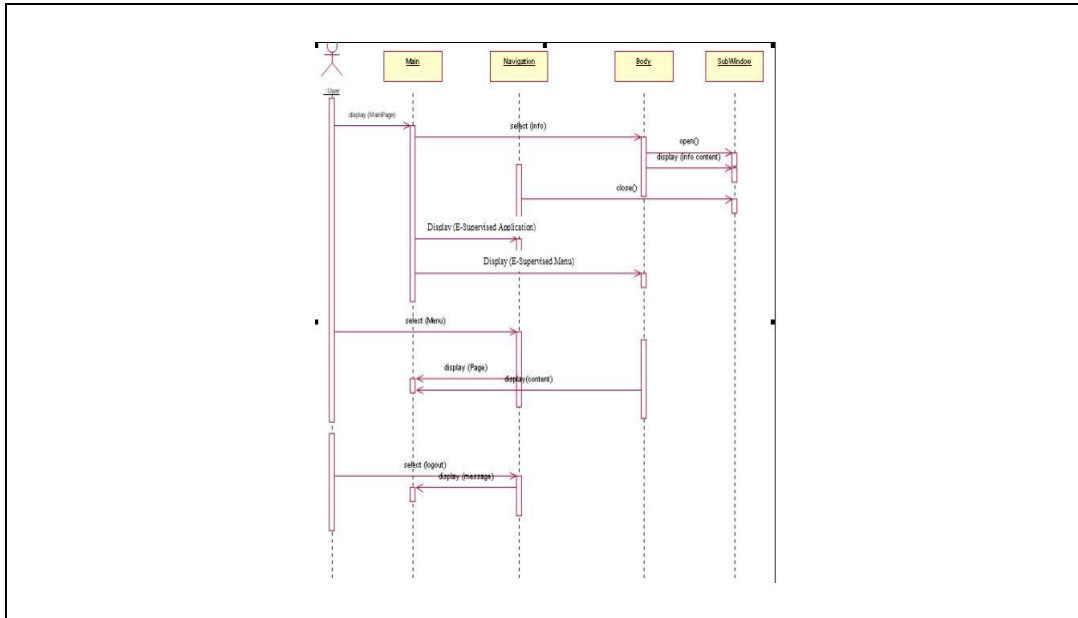 Main
Navigation
Body
SubWindow
: User
display (MainPage)
select (info)
open()
display (info content)
close()
Display (E-Supervised Application)
Display (E-Supervised Menu)
select (Menu)
display (Page)
display(content)
select (logout)
display (message)